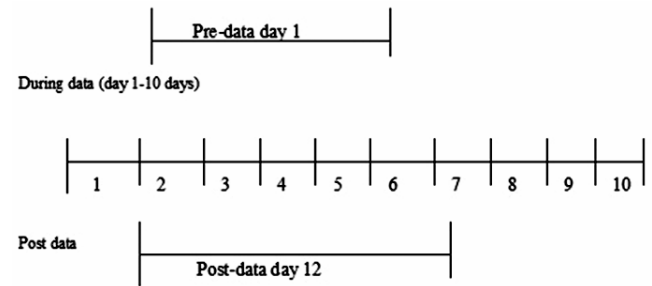 Pre-data day 1
During data (day 1-10 days)
1 2 3 4 5 6 7 8 9 10
Post data
Post-data day 12